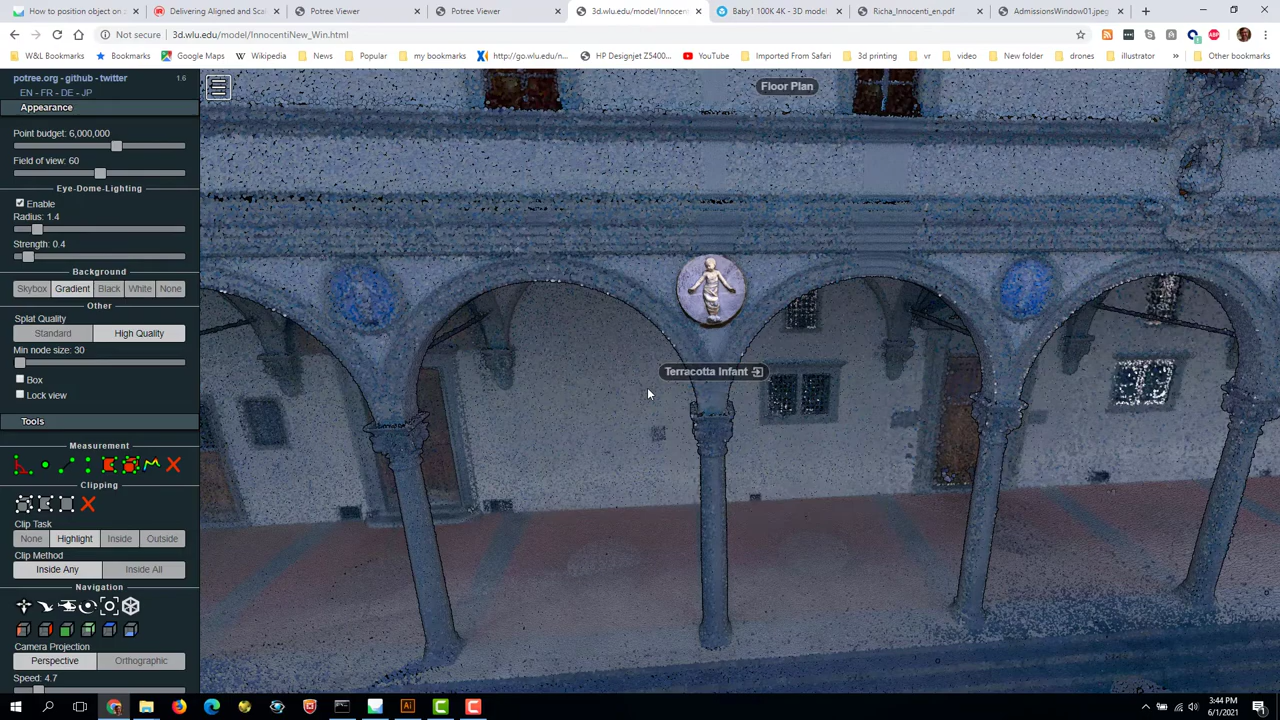 How to position object on a
Delivering Aligned and Scal
Potree Viewer
Potree Viewer
3d.wlu.edu/model/Innocenti
Baby1 100K 4K - 3D model
Richa_Innocenti_en.pdf
AdmissionsWindow01.jpeg
Not secure
3d.wlu.edu/model/InnocentiNew_Win.html
W&L Bookmarks
Bookmarks
Google Maps
News
Popular
my bookmarks
http://go.wlu.edu/n...
HP Designjet Z5400...
YouTube
Imported From Safari
3d printing
vr
video
New folder
drones
illustrator
»
Other bookmarks
potree.org - github - twitter
1.6
EN - FR - DE - JP
Appearance
Point budget: 6,000,000
Field of view: 60
Eye-Dome-Lighting
Enable
Radius: 1.4
Strength: 0.4
Background
Skybox Gradient Black White None
Other
Splat Quality
Standard High Quality
Min node size: 30
Box
Lock view
Tools
Measurement
Clipping
Clip Task
None Highlight Inside Outside
Clip Method
Inside Any Inside All
Navigation
Camera Projection
Perspective Orthographic
Speed: 4.7
Floor Plan
Terracotta Infant
3:44 PM
6/1/2021